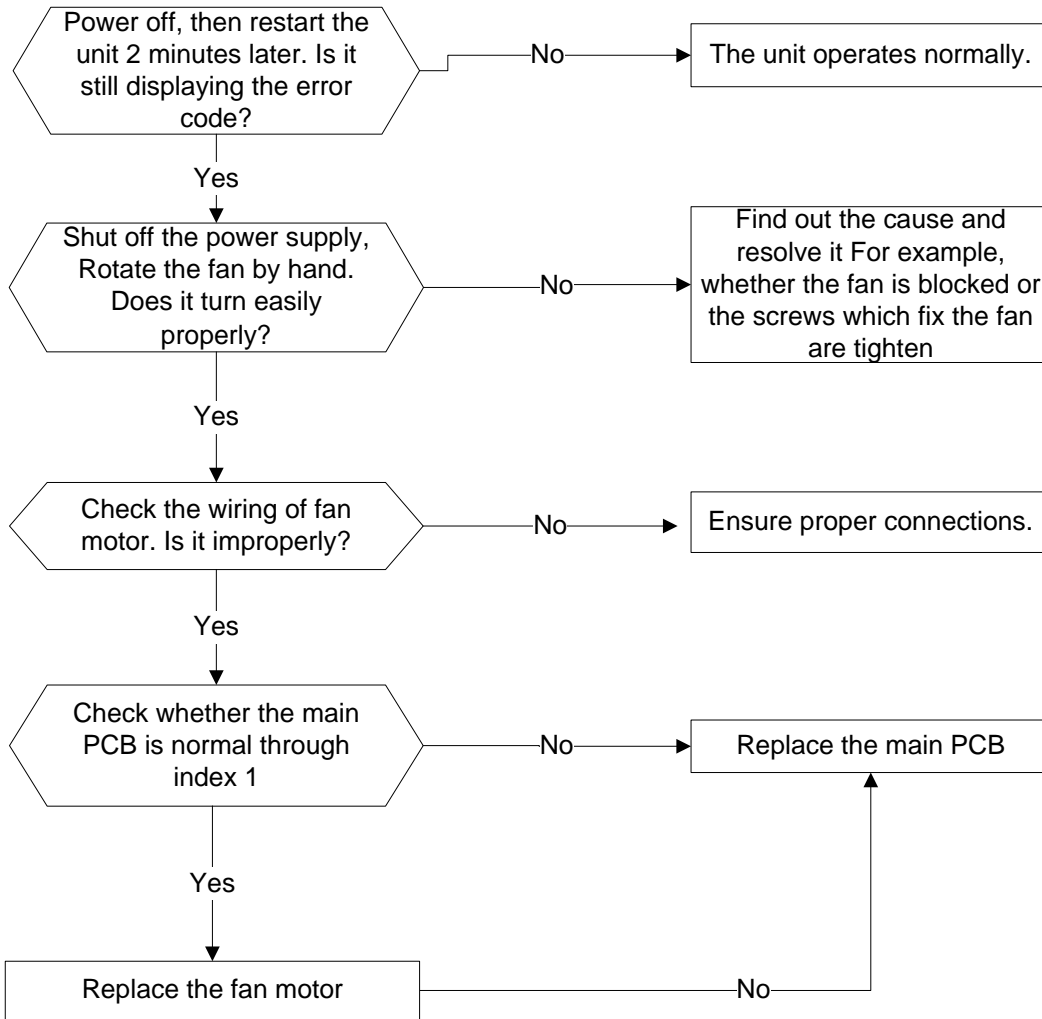 Power off, then restart the
unit 2 minutes later. Is it
still displaying the error
code?
No
The unit operates normally.
Yes
Shut off the power supply,
Rotate the fan by hand.
Does it turn easily
properly?
No
Find out the cause and
resolve it For example,
whether the fan is blocked or
the screws which fix the fan
are tighten
Yes
Check the wiring of fan
motor. Is it improperly?
No
Ensure proper connections.
Yes
Check whether the main
PCB is normal through
index 1
No
Replace the main PCB
Yes
Replace the fan motor
No